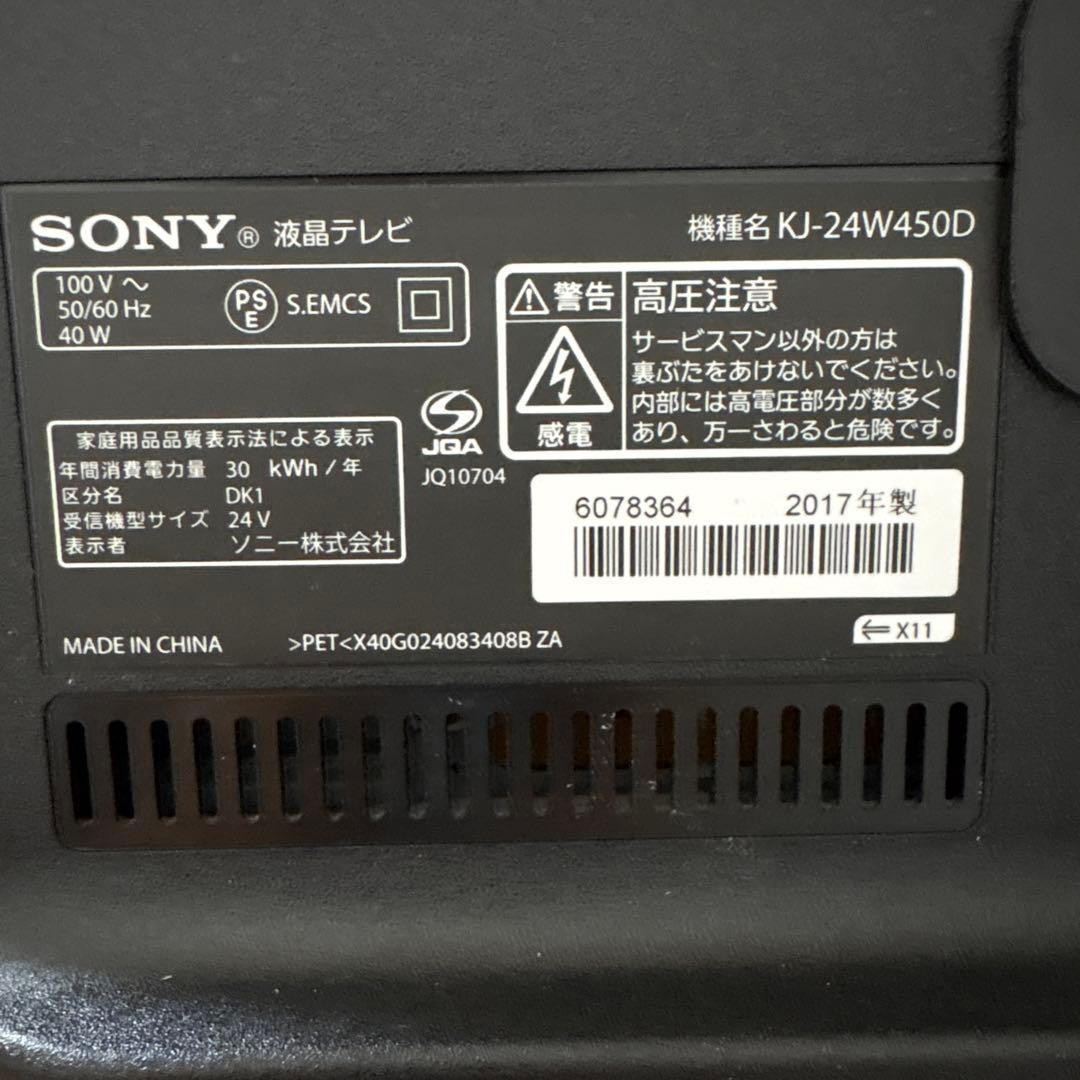 SONY® 液晶テレビ
機種名 KJ-24W450D
100 V ～
50/60 Hz
40 W
PS
E
S.EMCS
⚠警告
感電
高圧注意
サービスマン以外の方は
裏ぶたをあけないでください。
内部には高電圧部分が数多く
あり、万一さわると危険です。
JQA
JQ10704
家庭用品品質表示法による表示
年間消費電力量 30 kWh / 年
区分名 DK1
受信機型サイズ 24 V
表示者 ソニー株式会社
6078364 2017年製
MADE IN CHINA >PET<X40G024083408B ZA
⇐ X11